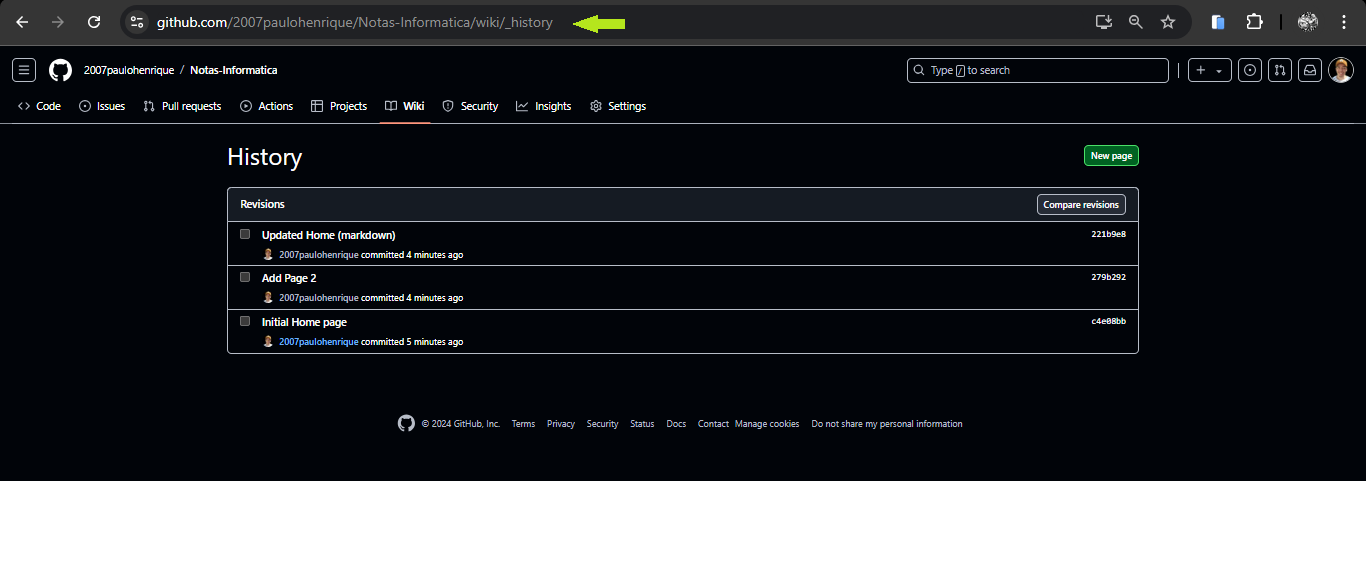 github.com/2007paulohenrique/Notas-Informatica/wiki/_history
2007paulohenrique / Notas-Informatica
Type / to search
Code Issues Pull requests Actions Projects Wiki Security Insights Settings
History
New page
Revisions
Compare revisions
Updated Home (markdown)
221b9e8
2007paulohenrique committed 4 minutes ago
Add Page 2
279b292
2007paulohenrique committed 4 minutes ago
Initial Home page
c4e08bb
2007paulohenrique committed 5 minutes ago
© 2024 GitHub, Inc. Terms Privacy Security Status Docs Contact Manage cookies Do not share my personal information